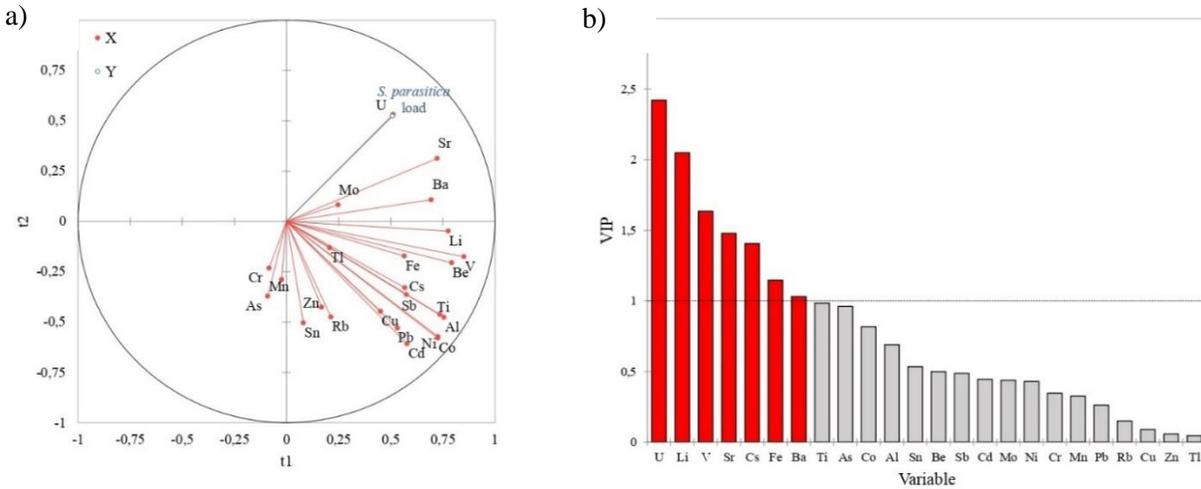 a)
X
Y
0,75
0,5
0,25
0
-0,25
-0,5
-0,75
-1
t2
-1 -0,75 -0,5 -0,25 0 0,25 0,5 0,75 1
t1
S. parasitica
U load
Sr
Mo
Ba
Li
Tl Fe V
Be
Cr
Mn
Cs
As Zn Sb
Ti
Sn Rb Cu Al
Pb
Ni Co
Cd
b)
2,5
2
1,5
1
0,5
0
VIP
U Li V Sr Cs Fe Ba Ti As Co Al Sn Be Sb Cd Mo Ni Cr Mn Pb Rb Cu Zn Tl
Variable